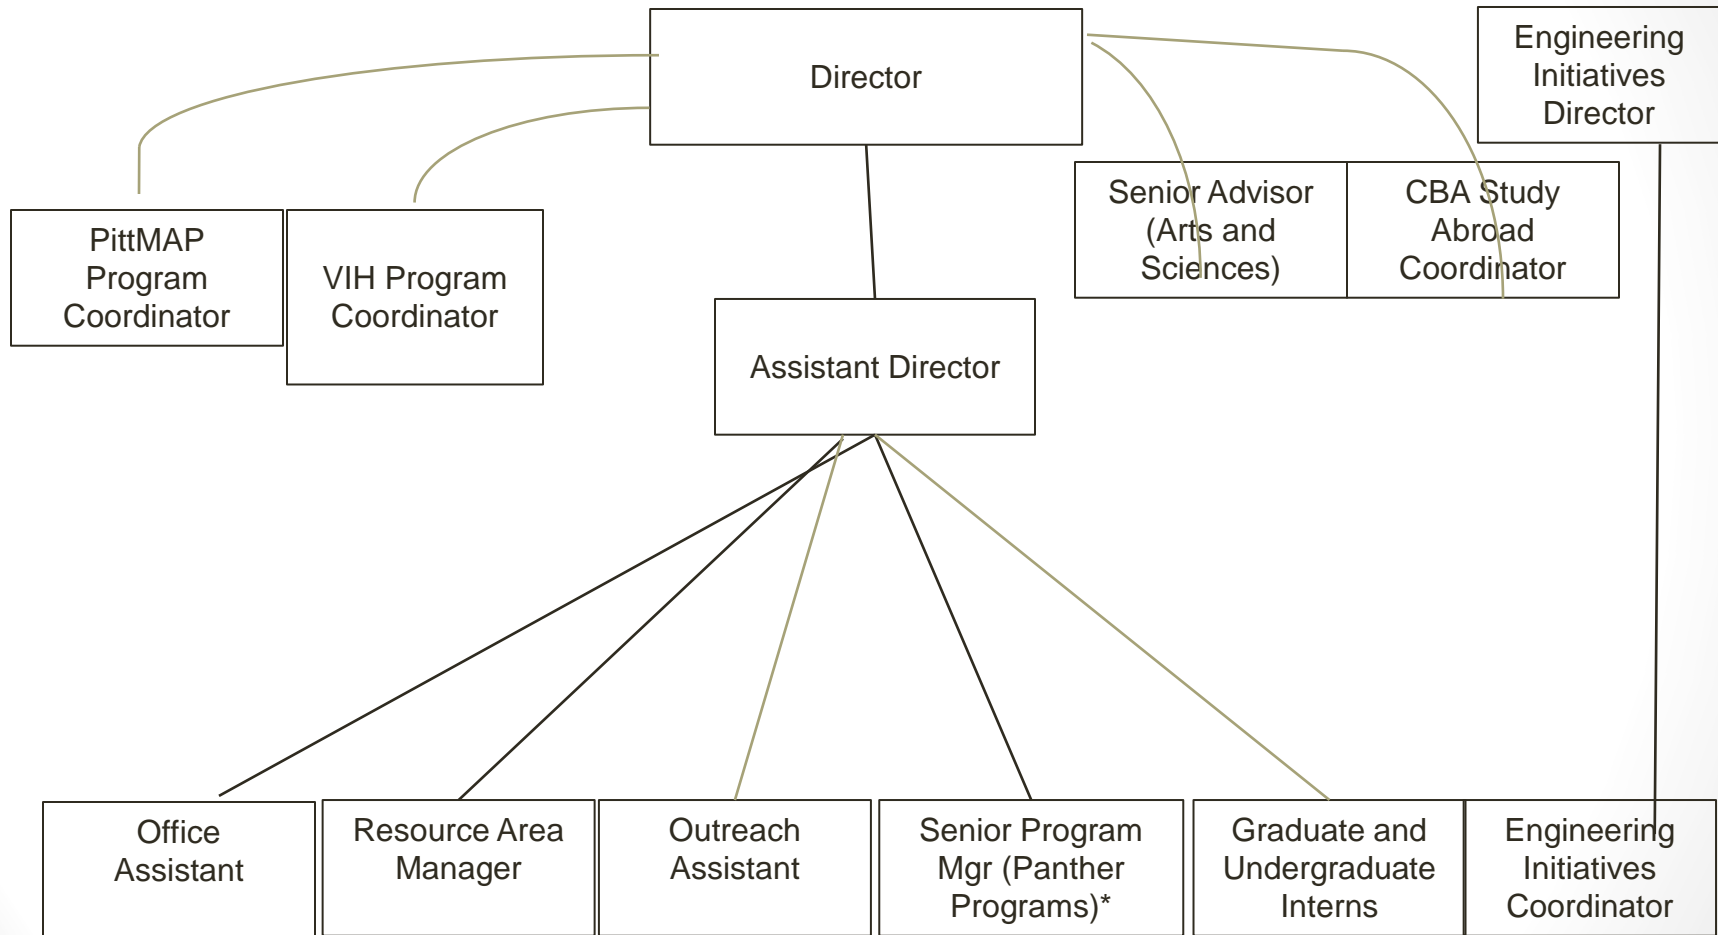 Director
Engineering
Initiatives
Director
Senior Advisor
(Arts and
Sciences)
CBA Study
Abroad
Coordinator
PittMAP
Program
Coordinator
VIH Program
Coordinator
Assistant Director
Office
Assistant
Resource Area
Manager
Outreach
Assistant
Senior Program
Mgr (Panther
Programs)*
Graduate and
Undergraduate
Interns
Engineering
Initiatives
Coordinator